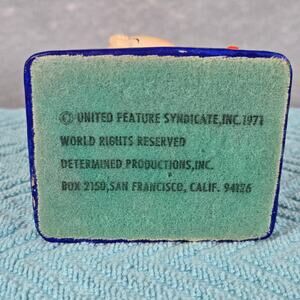 © UNITED FEATURE SYNDICATE,INC.1971
WORLD RIGHTS RESERVED
DETERMINED PRODUCTIONS,INC.
BOX 2150,SAN FRANCISCO, CALIF. 94126